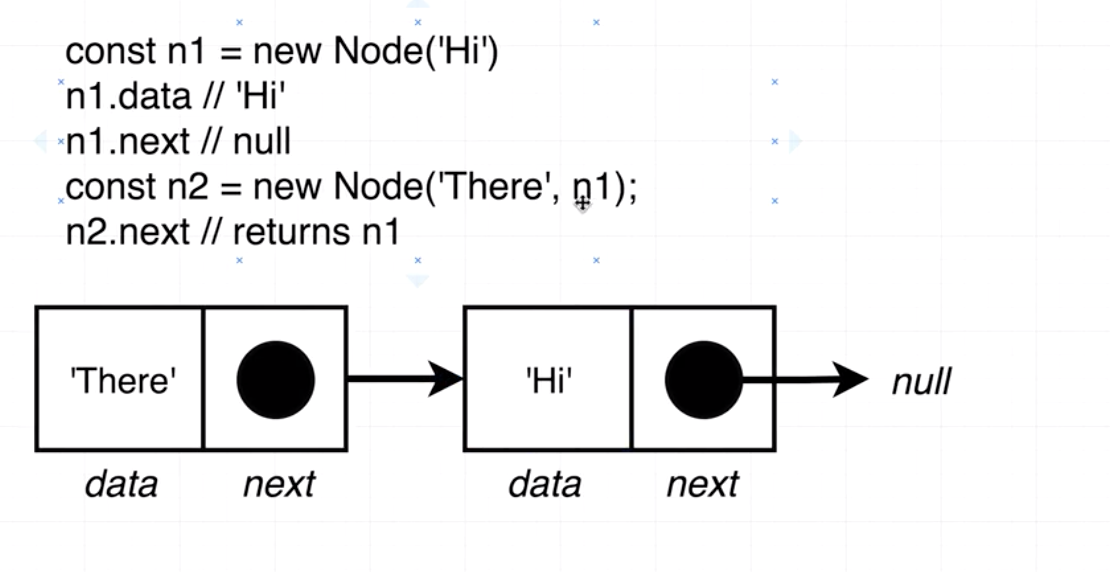 const n1 = new Node('Hi')
n1.data // 'Hi'
n1.next // null
const n2 = new Node('There', n1);
n2.next // returns n1
'There' 'Hi' null
data next data next